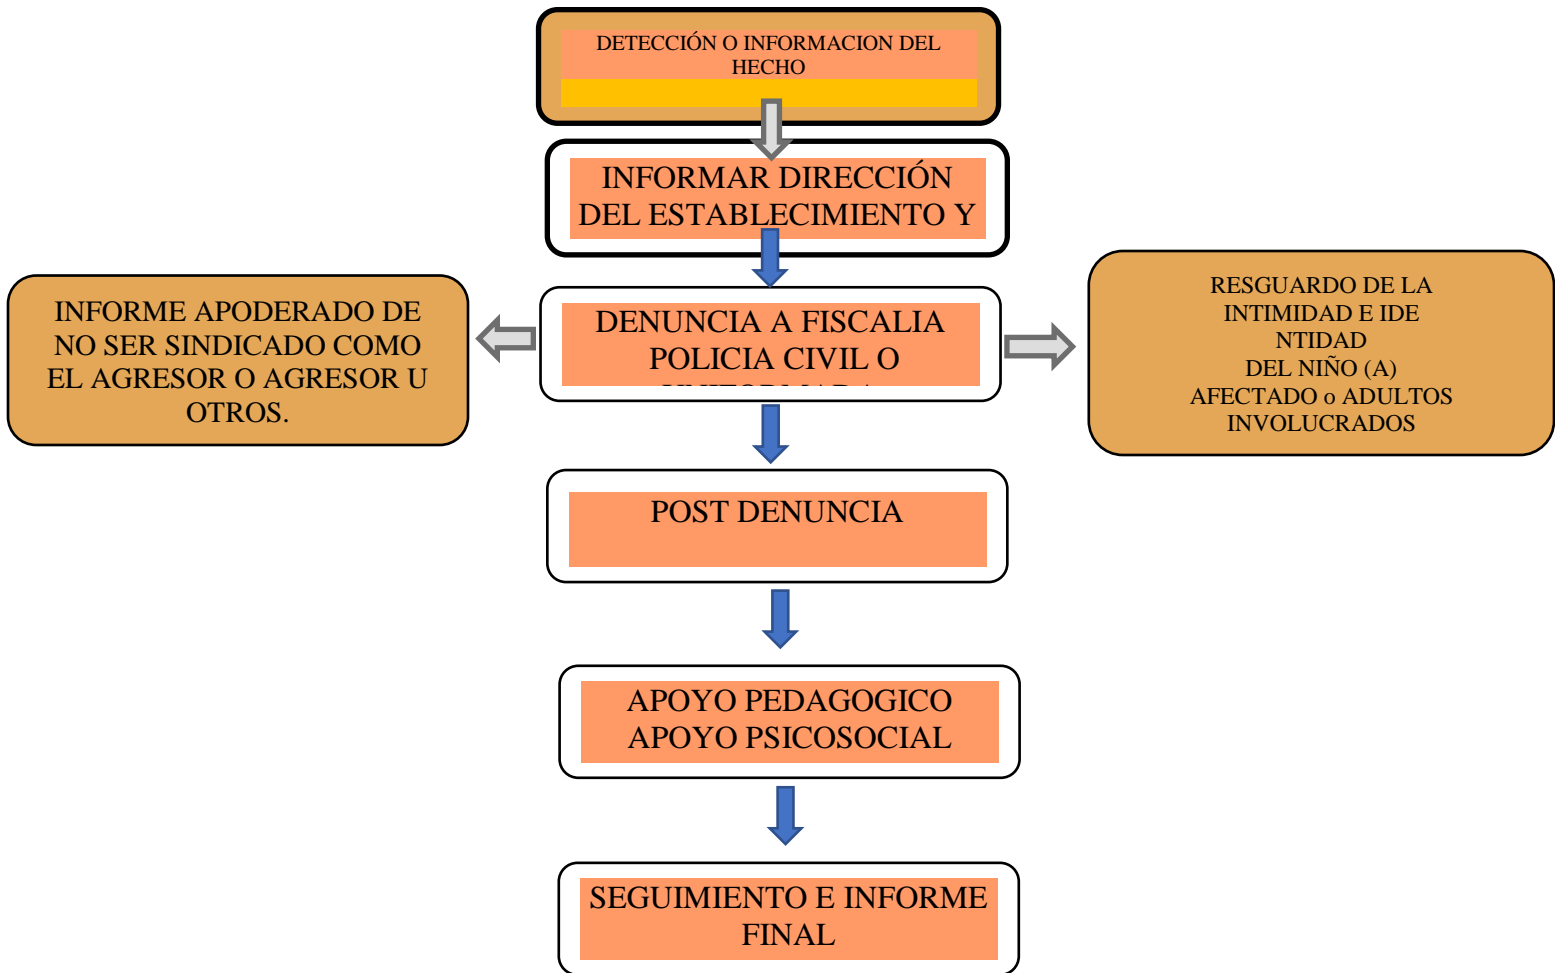 DETECCIÓN O INFORMACION DEL
HECHO
INFORMAR DIRECCIÓN
DEL ESTABLECIMIENTO Y
INFORME APODERADO DE
NO SER SINDICADO COMO
EL AGRESOR O AGRESOR U
OTROS.
DENUNCIA A FISCALIA
POLICIA CIVIL O
RESGUARDO DE LA
INTIMIDAD E IDE
NTIDAD
DEL NIÑO (A)
AFECTADO o ADULTOS
INVOLUCRADOS
POST DENUNCIA
APOYO PEDAGOGICO
APOYO PSICOSOCIAL
SEGUIMIENTO E INFORME
FINAL